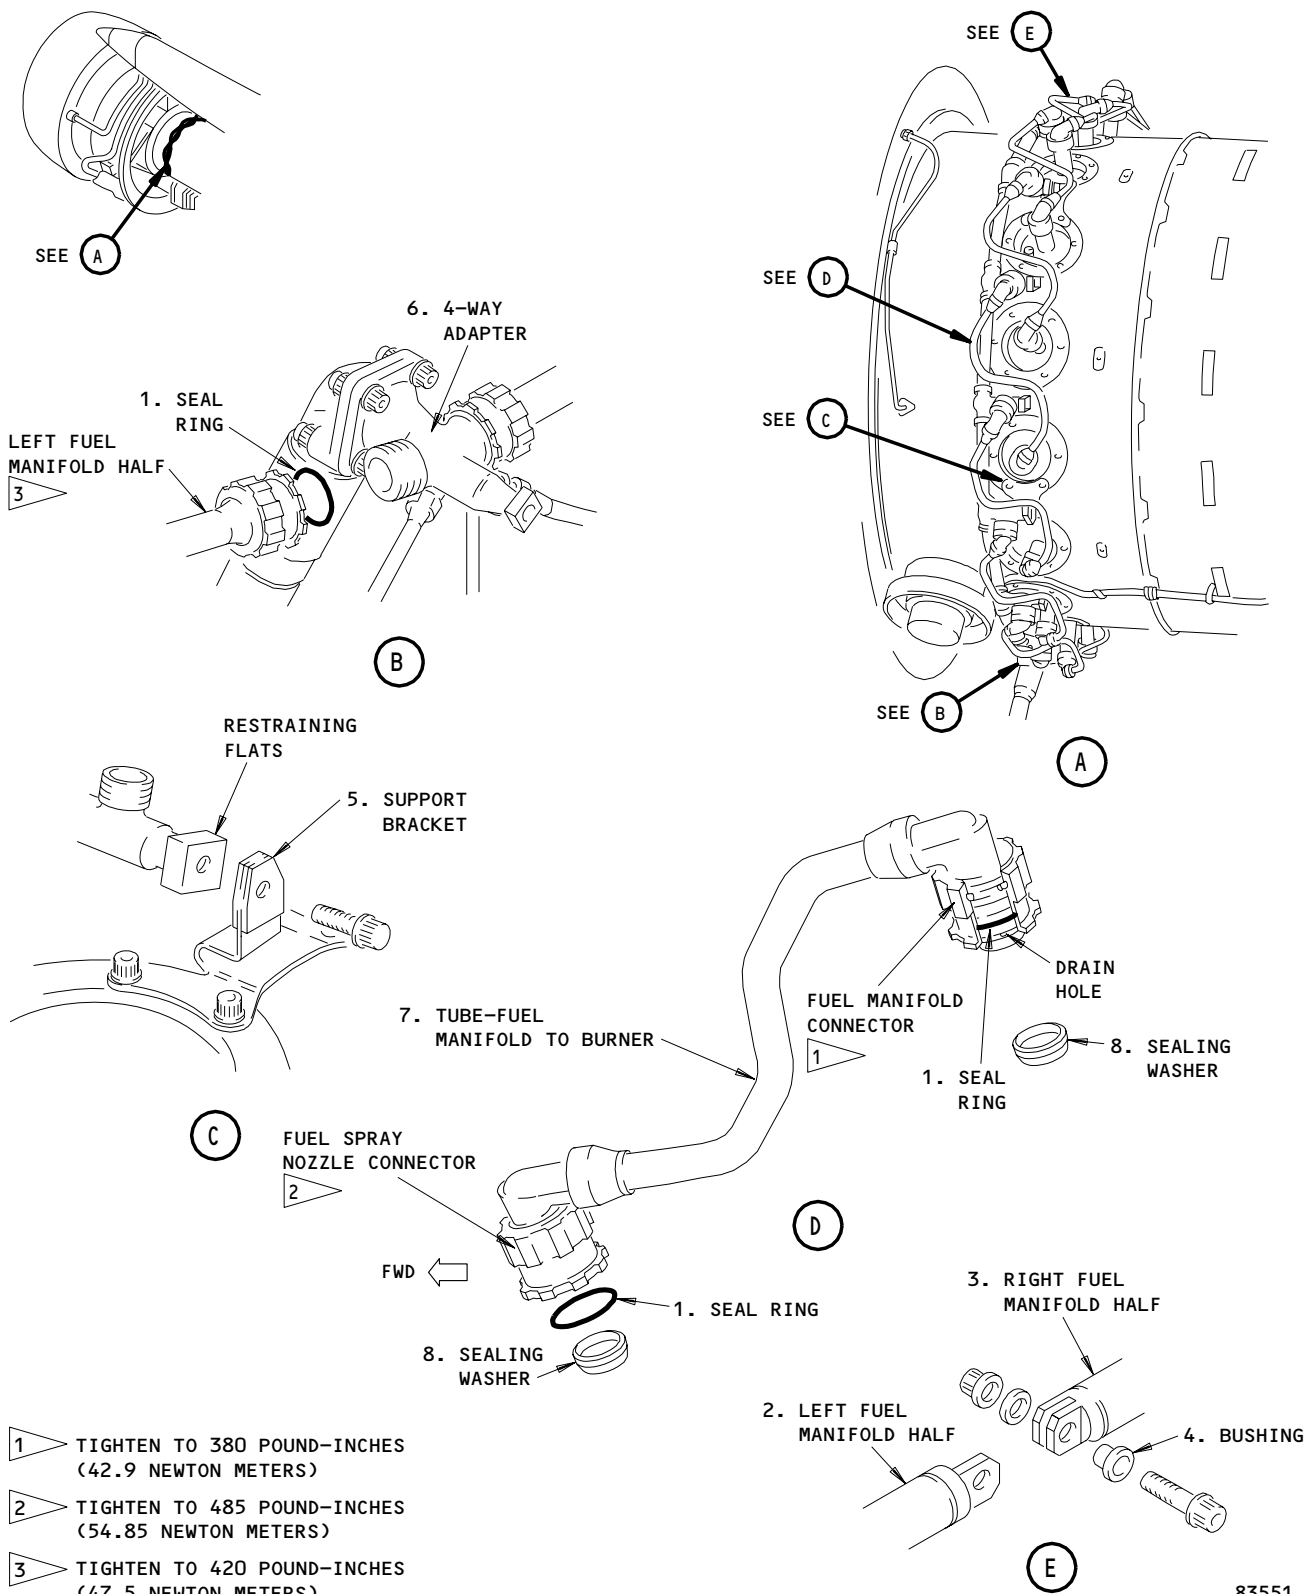 SEE A
SEE E
SEE D
SEE C
SEE B
A
6. 4-WAY
ADAPTER
1. SEAL
RING
LEFT FUEL
MANIFOLD HALF
3
B
RESTRAINING
FLATS
5. SUPPORT
BRACKET
C
DRAIN
HOLE
FUEL MANIFOLD
CONNECTOR
1
7. TUBE-FUEL
MANIFOLD TO BURNER
1. SEAL
RING
8. SEALING
WASHER
FUEL SPRAY
NOZZLE CONNECTOR
2
D
FWD
1. SEAL RING
8. SEALING
WASHER
3. RIGHT FUEL
MANIFOLD HALF
2. LEFT FUEL
MANIFOLD HALF
4. BUSHING
E
1 TIGHTEN TO 380 POUND-INCHES
(42.9 NEWTON METERS)
2 TIGHTEN TO 485 POUND-INCHES
(54.85 NEWTON METERS)
3 TIGHTEN TO 420 POUND-INCHES
(47.5 NEWTON METERS)
83551